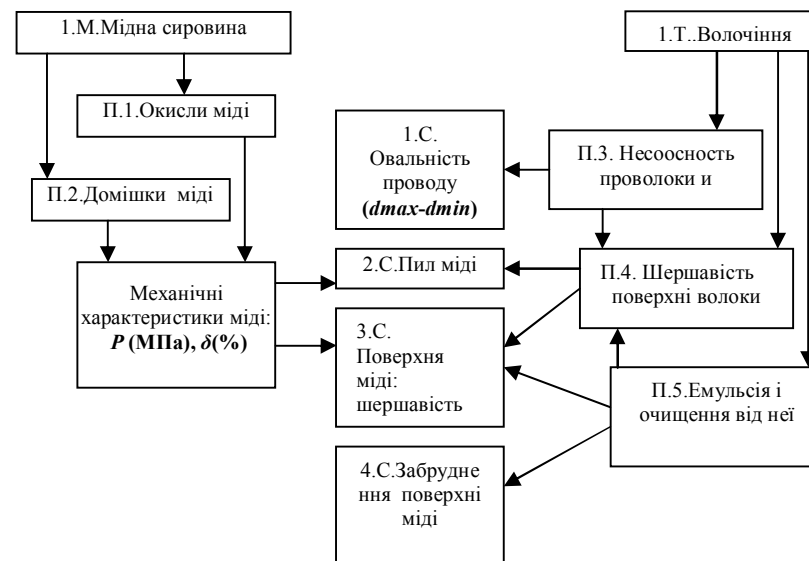 1.М.Мідна сировина
1.Т..Волочіння
П.1.Окисли міді
1.С.
Овальність
проводу
(dmax-dmin)
П.3. Несоосность
проволоки и
П.2.Домішки міді
2.С.Пил міді
П.4. Шершавість
поверхні волоки
Механічні
характеристики міді:
P (МПа), δ(%)
3.С.
Поверхня
міді:
шершавість
П.5.Емульсія і
очищення від неї
4.С.Забрудне
ння поверхні
міді